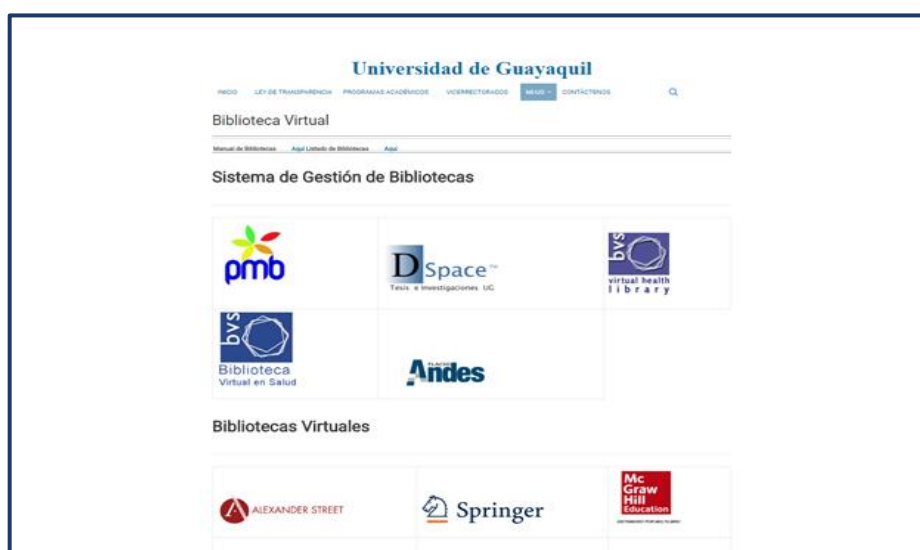 Universidad de Guayaquil
INICIO LEY DE TRANSPARENCIA PROGRAMAS ACADÉMICOS VICERRECTORADOS CONTÁCTENOS
Biblioteca Virtual
Manual de Bibliotecas Aquí Listado de Bibliotecas Aquí
Sistema de Gestión de Bibliotecas
pmb
DSpace™
Tesis e Investigaciones UG
bvs
virtual health
library
bvs
Biblioteca
Virtual en Salud
FLACSO
Andes
Bibliotecas Virtuales
ALEXANDER STREET
Springer
Mc
Graw
Hill
Education